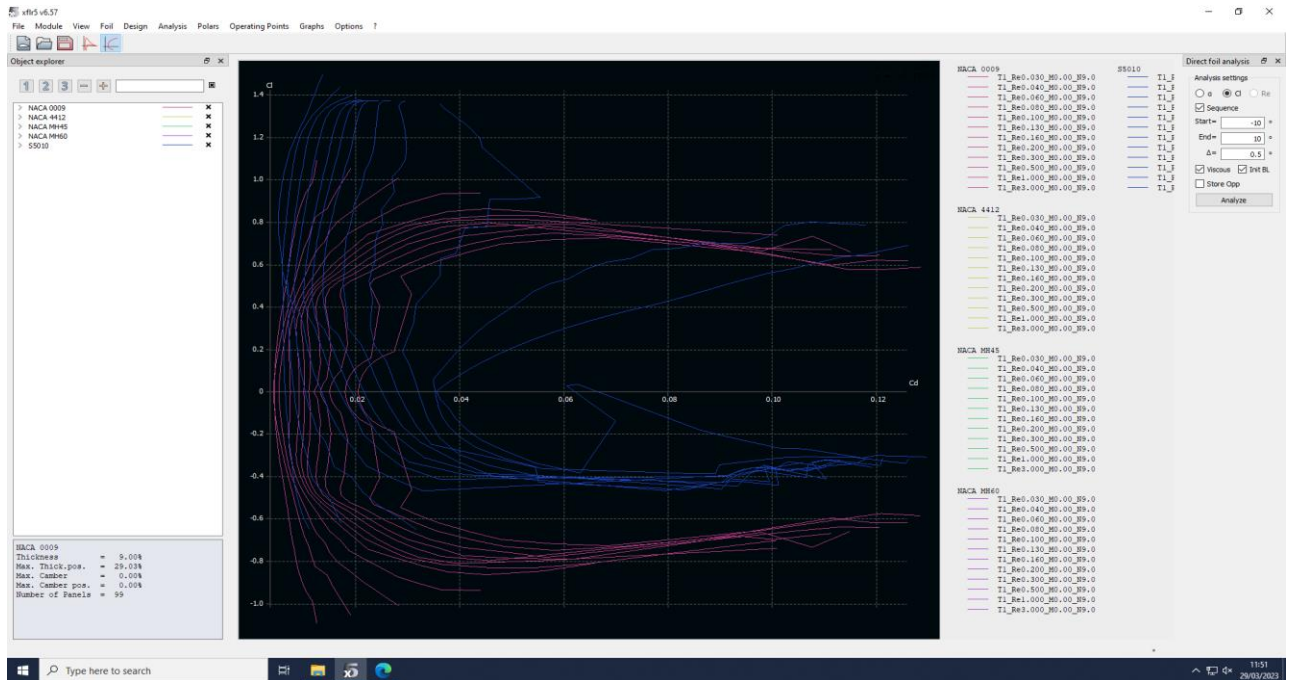 xflr5 v6.57
File Module View Foil Design Analysis Polars Operating Points Graphs Options ?
Object explorer
1 2 3
> NACA 0009
> NACA 4412
> NACA MH45
> NACA MH60
> S5010
NACA 0009
Thickness = 9.00%
Max. Thick.pos. = 29.03%
Max. Camber = 0.00%
Max. Camber pos. = 0.00%
Number of Panels = 99
Cl
1.4
1.2
1.0
0.8
0.6
0.4
0.2
0
-0.2
-0.4
-0.6
-0.8
-1.0
0.02 0.04 0.06 0.08 0.10 0.12
Cd
NACA 0009
T1_Re0.030_M0.00_N9.0
T1_Re0.040_M0.00_N9.0
T1_Re0.060_M0.00_N9.0
T1_Re0.080_M0.00_N9.0
T1_Re0.100_M0.00_N9.0
T1_Re0.130_M0.00_N9.0
T1_Re0.160_M0.00_N9.0
T1_Re0.200_M0.00_N9.0
T1_Re0.300_M0.00_N9.0
T1_Re0.500_M0.00_N9.0
T1_Re1.000_M0.00_N9.0
T1_Re3.000_M0.00_N9.0
NACA 4412
T1_Re0.030_M0.00_N9.0
T1_Re0.040_M0.00_N9.0
T1_Re0.060_M0.00_N9.0
T1_Re0.080_M0.00_N9.0
T1_Re0.100_M0.00_N9.0
T1_Re0.130_M0.00_N9.0
T1_Re0.160_M0.00_N9.0
T1_Re0.200_M0.00_N9.0
T1_Re0.300_M0.00_N9.0
T1_Re0.500_M0.00_N9.0
T1_Re1.000_M0.00_N9.0
T1_Re3.000_M0.00_N9.0
NACA MH45
T1_Re0.030_M0.00_N9.0
T1_Re0.040_M0.00_N9.0
T1_Re0.060_M0.00_N9.0
T1_Re0.080_M0.00_N9.0
T1_Re0.100_M0.00_N9.0
T1_Re0.130_M0.00_N9.0
T1_Re0.160_M0.00_N9.0
T1_Re0.200_M0.00_N9.0
T1_Re0.300_M0.00_N9.0
T1_Re0.500_M0.00_N9.0
T1_Re1.000_M0.00_N9.0
T1_Re3.000_M0.00_N9.0
NACA MH60
T1_Re0.030_M0.00_N9.0
T1_Re0.040_M0.00_N9.0
T1_Re0.060_M0.00_N9.0
T1_Re0.080_M0.00_N9.0
T1_Re0.100_M0.00_N9.0
T1_Re0.130_M0.00_N9.0
T1_Re0.160_M0.00_N9.0
T1_Re0.200_M0.00_N9.0
T1_Re0.300_M0.00_N9.0
T1_Re0.500_M0.00_N9.0
T1_Re1.000_M0.00_N9.0
T1_Re3.000_M0.00_N9.0
S5010
Direct foil analysis
Analysis settings
α Cl Re
Sequence
Start= -10 °
End= 10 °
Δ= 0.5 °
Viscous Init BL
Store Opp
Analyze
Type here to search
11:51
29/03/2023